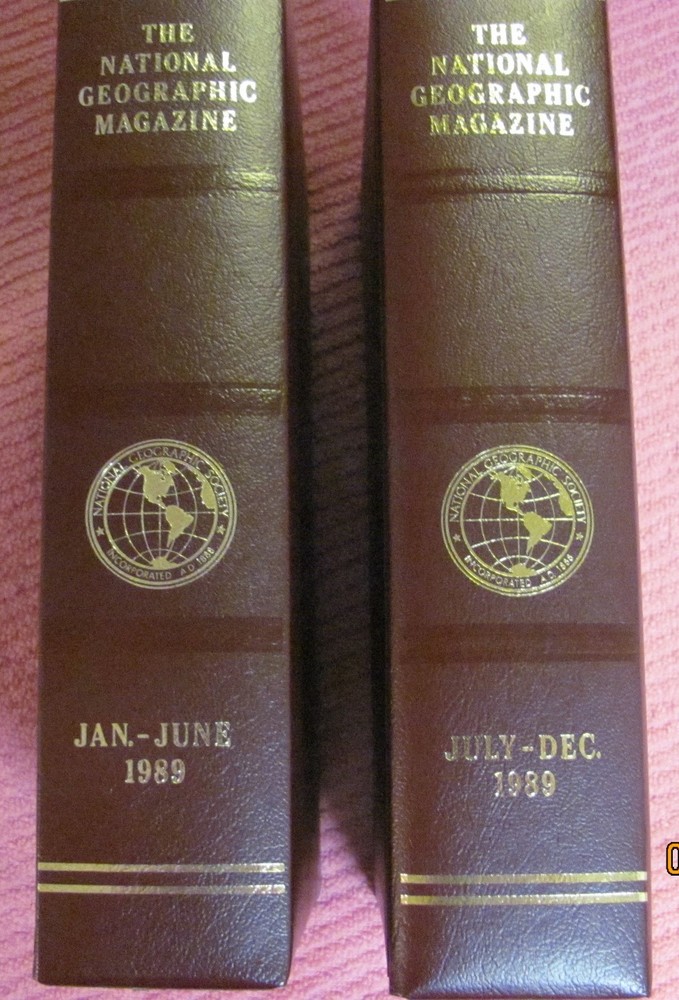 THE
NATIONAL
GEOGRAPHIC
MAGAZINE
NATIONAL GEOGRAPHIC SOCIETY
INCORPORATED A.D. 1888
JAN.-JUNE
1989
THE
NATIONAL
GEOGRAPHIC
MAGAZINE
NATIONAL GEOGRAPHIC SOCIETY
INCORPORATED A.D. 1888
JULY-DEC.
1989